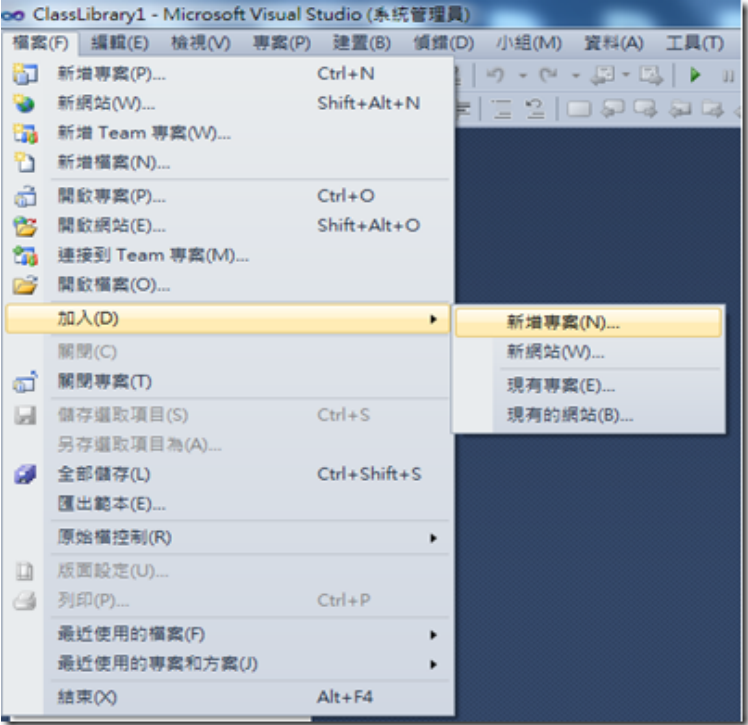 ClassLibrary1 - Microsoft Visual Studio (系統管理員)
檔案(F) 編輯(E) 檢視(V) 專案(P) 建置(B) 偵錯(D) 小組(M) 資料(A) 工具(T)
新增專案(P)... Ctrl+N
新網站(W)... Shift+Alt+N
新增 Team 專案(W)...
新增檔案(N)...
開啟專案(P)... Ctrl+O
開啟網站(E)... Shift+Alt+O
連接到 Team 專案(M)...
開啟檔案(O)...
加入(D)
新增專案(N)...
新網站(W)...
現有專案(E)...
現有的網站(B)...
關閉(C)
關閉專案(T)
儲存選取項目(S) Ctrl+S
另存選取項目為(A)...
全部儲存(L) Ctrl+Shift+S
匯出範本(E)...
原始檔控制(R)
版面設定(U)...
列印(P)... Ctrl+P
最近使用的檔案(F)
最近使用的專案和方案(J)
結束(X) Alt+F4